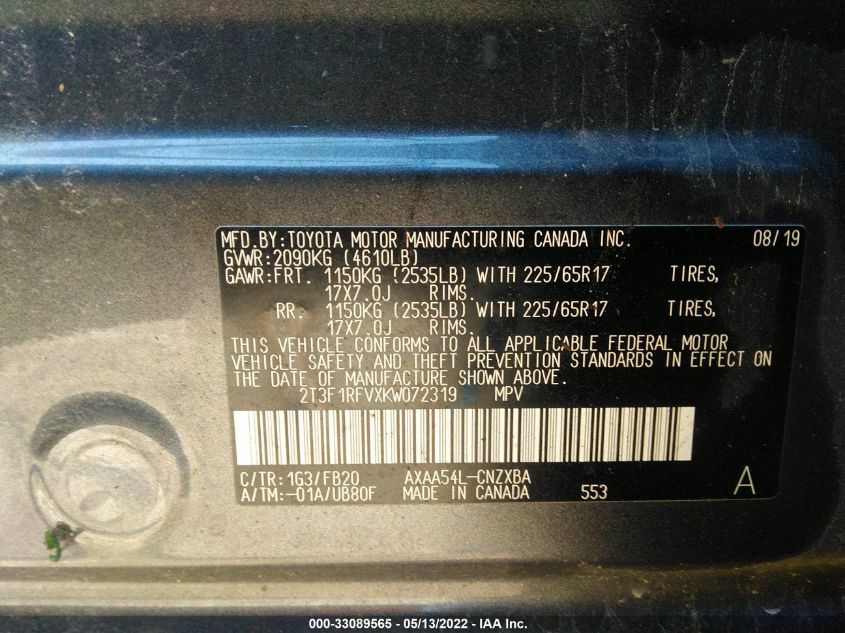 MFD.BY:TOYOTA MOTOR MANUFACTURING CANADA INC. 08/19
GVWR:2090KG (4610LB)
GAWR:FRT. 1150KG (2535LB) WITH 225/65R17 TIRES,
17X7.0J RIMS.
RR. 1150KG (2535LB) WITH 225/65R17 TIRES,
17X7.0J RIMS.
THIS VEHICLE CONFORMS TO ALL APPLICABLE FEDERAL MOTOR
VEHICLE SAFETY AND THEFT PREVENTION STANDARDS IN EFFECT ON
THE DATE OF MANUFACTURE SHOWN ABOVE.
2T3F1RFVXKW072319 MPV
C/TR:1G3/FB20 AXAA54L-CNZXBA
A/TM:-01A/UB80F MADE IN CANADA 553 A
000-33089565 - 05/13/2022 - IAA Inc.